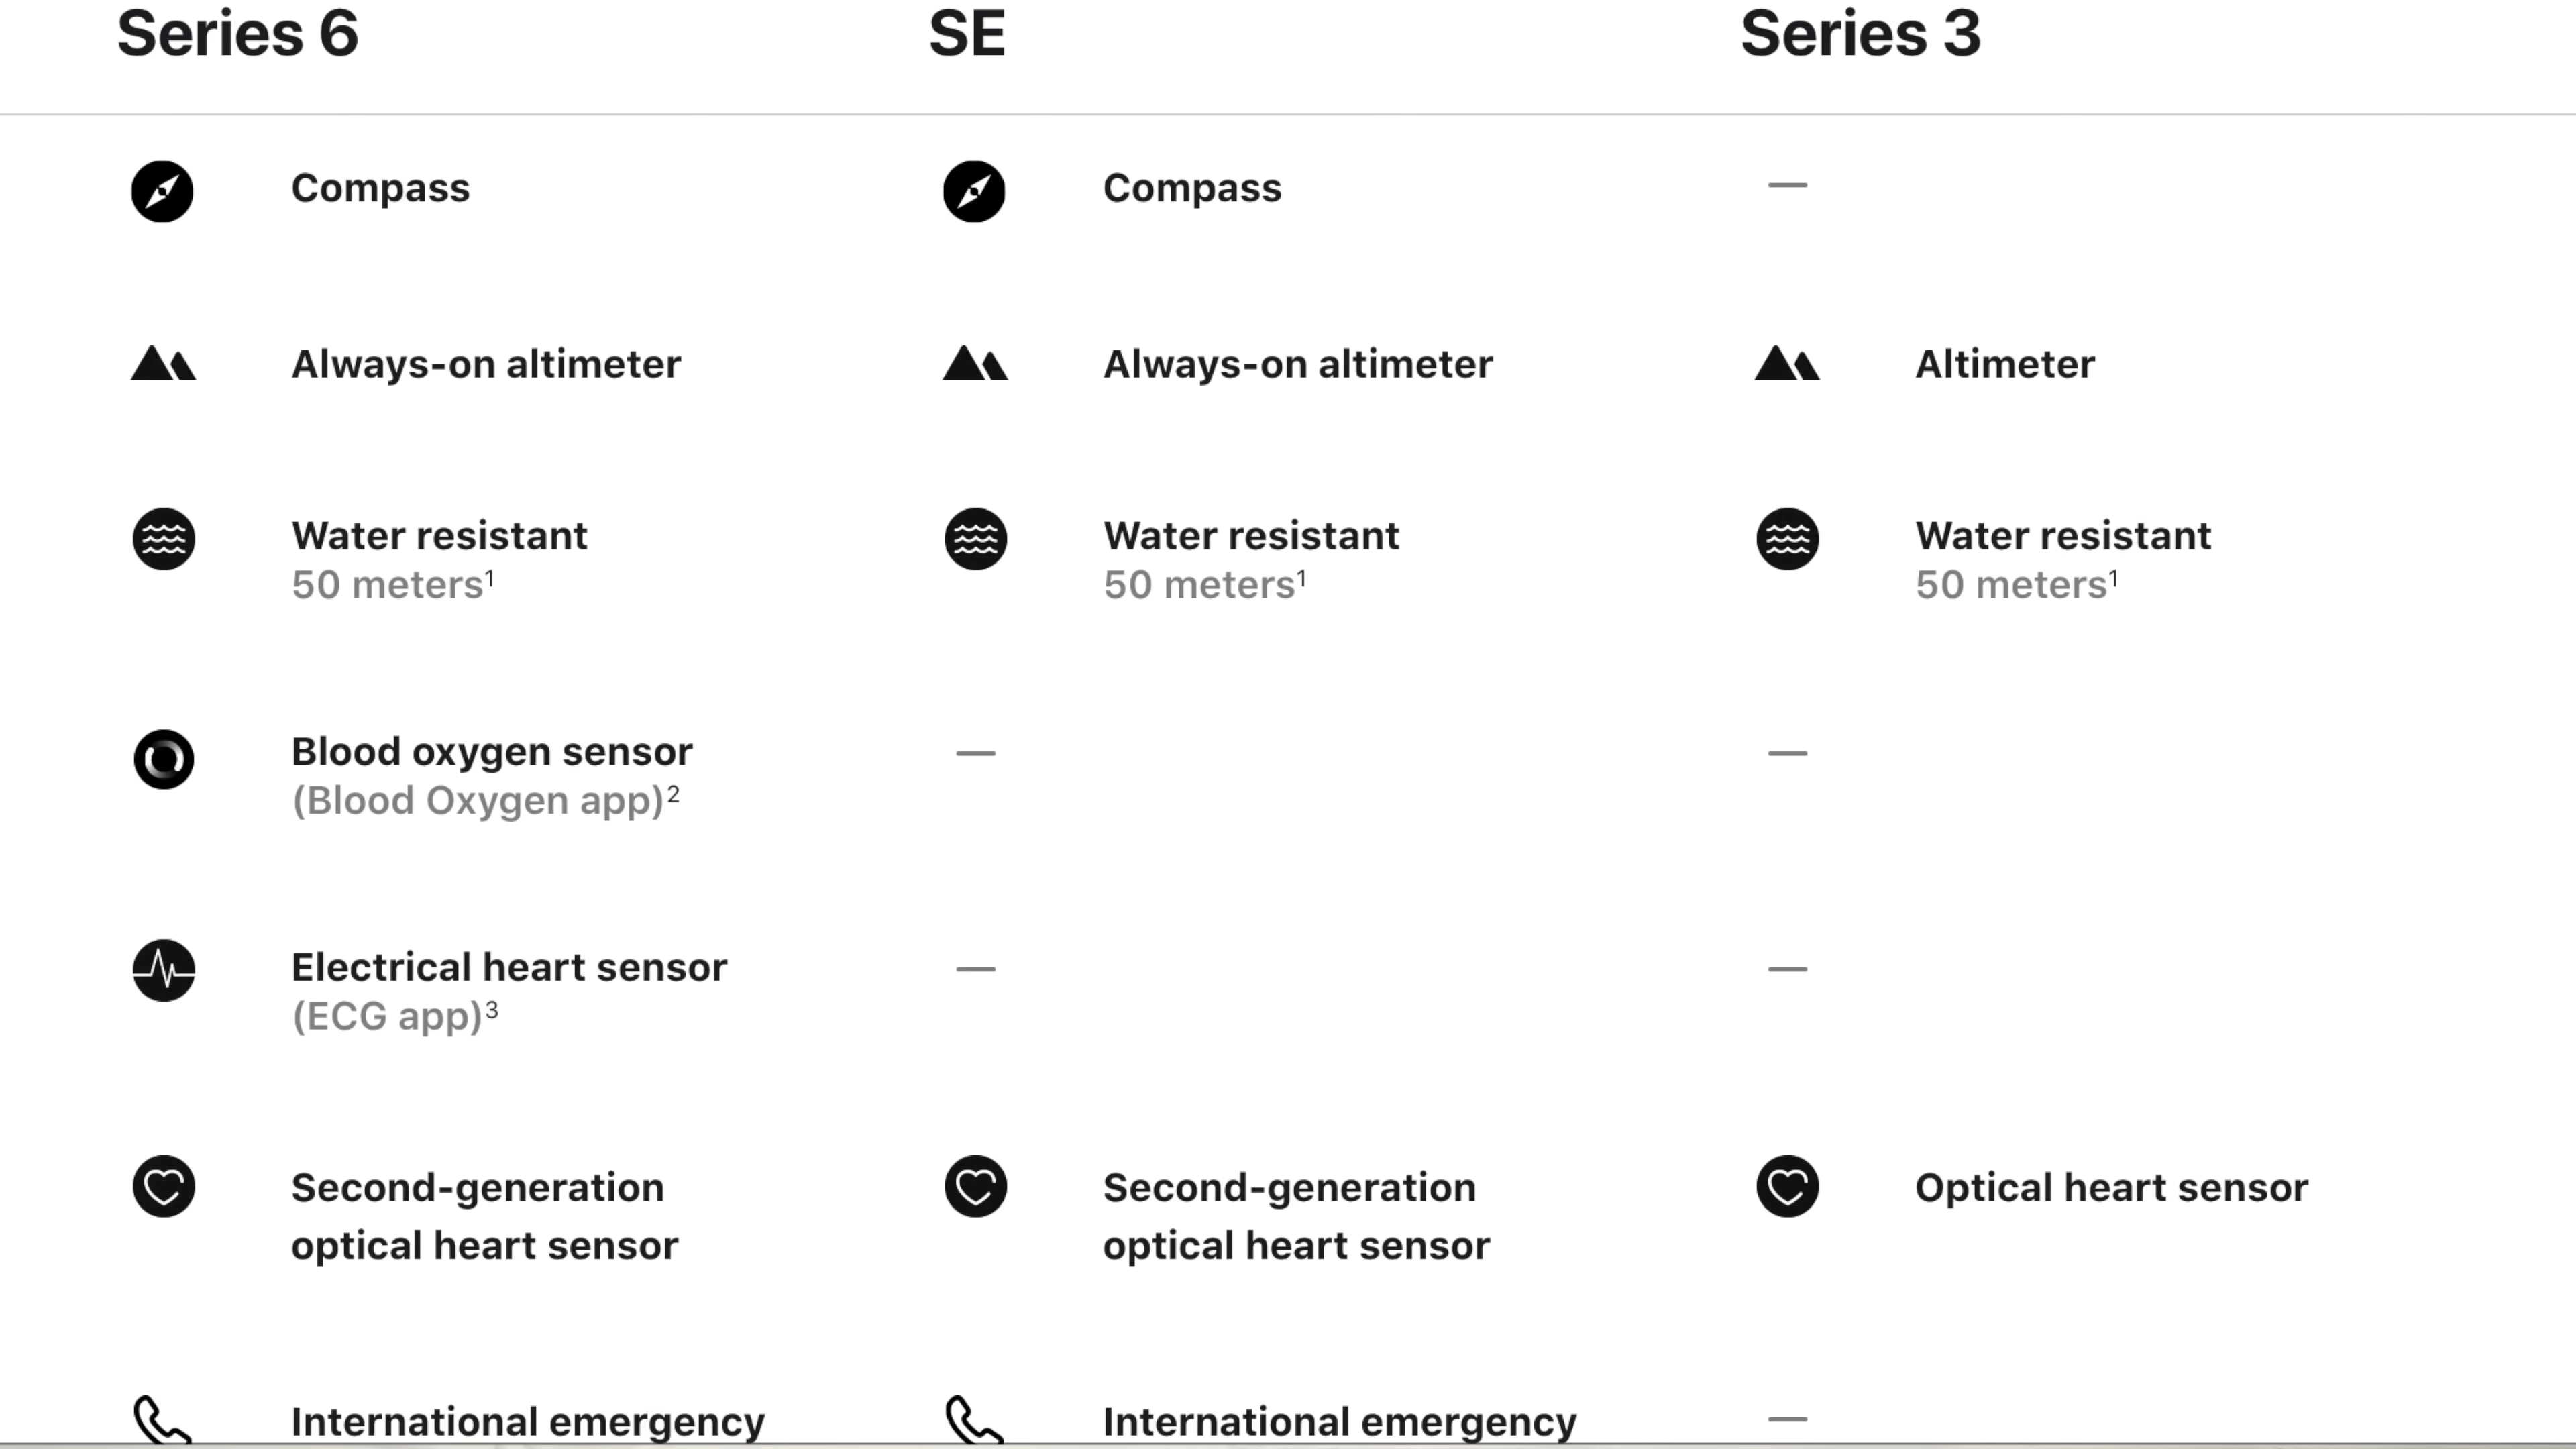 Series 6 SE Series 3
Compass Compass —
Always-on altimeter Always-on altimeter Altimeter
Water resistant Water resistant Water resistant
50 meters¹ 50 meters¹ 50 meters¹
Blood oxygen sensor — —
(Blood Oxygen app)²
Electrical heart sensor — —
(ECG app)³
Second-generation Second-generation Optical heart sensor
optical heart sensor optical heart sensor
International emergency International emergency —